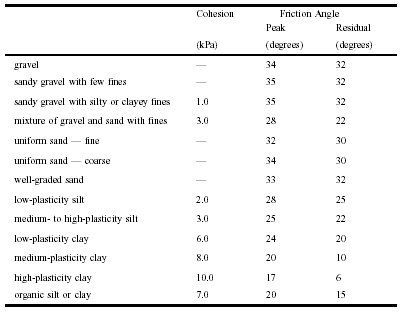 Cohesion Friction Angle
Peak Residual
(kPa) (degrees) (degrees)
gravel — 34 32
sandy gravel with few fines — 35 32
sandy gravel with silty or clayey fines 1.0 35 32
mixture of gravel and sand with fines 3.0 28 22
uniform sand — fine — 32 30
uniform sand — coarse — 34 30
well-graded sand — 33 32
low-plasticity silt 2.0 28 25
medium- to high-plasticity silt 3.0 25 22
low-plasticity clay 6.0 24 20
medium-plasticity clay 8.0 20 10
high-plasticity clay 10.0 17 6
organic silt or clay 7.0 20 15